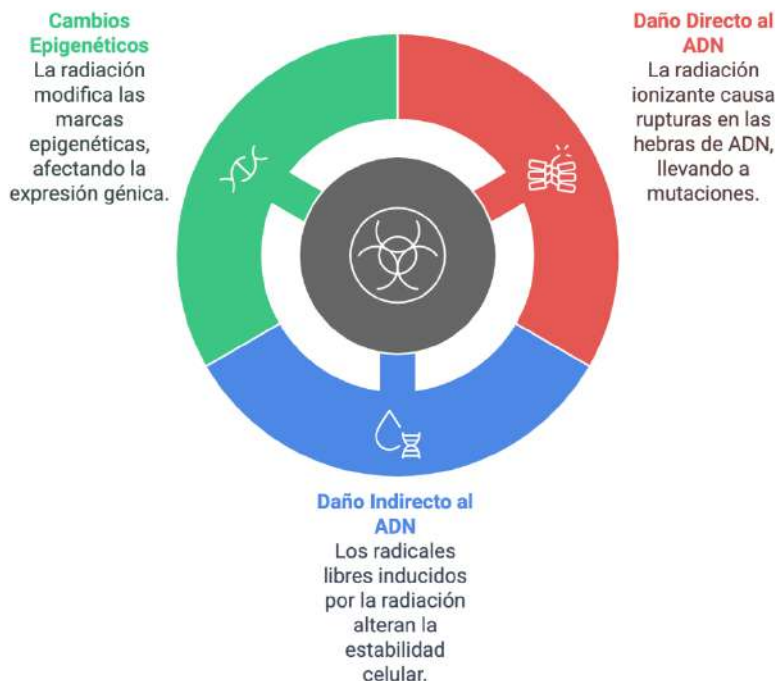 Cambios
Epigenéticos
La radiación
modifica las
marcas
epigenéticas,
afectando la
expresión génica.
Daño Directo al
ADN
La radiación
ionizante causa
rupturas en las
hebras de ADN,
llevando a
mutaciones.
Daño Indirecto al
ADN
Los radicales
libres inducidos
por la radiación
alteran la
estabilidad
celular.